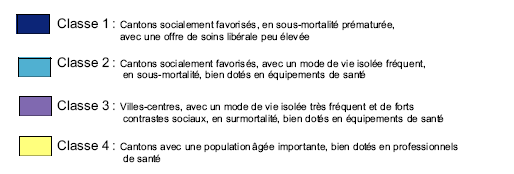 Classe 1 : Cantons socialement favorisés, en sous-mortalité prématurée,
avec une offre de soins libérale peu élevée
Classe 2 : Cantons socialement favorisés, avec un mode de vie isolée fréquent,
en sous-mortalité, bien dotés en équipements de santé
Classe 3 : Villes-centres, avec un mode de vie isolée très fréquent et de forts
contrastes sociaux, en surmortalité, bien dotés en équipements de santé
Classe 4 : Cantons avec une population âgée importante, bien dotés en professionnels
de santé